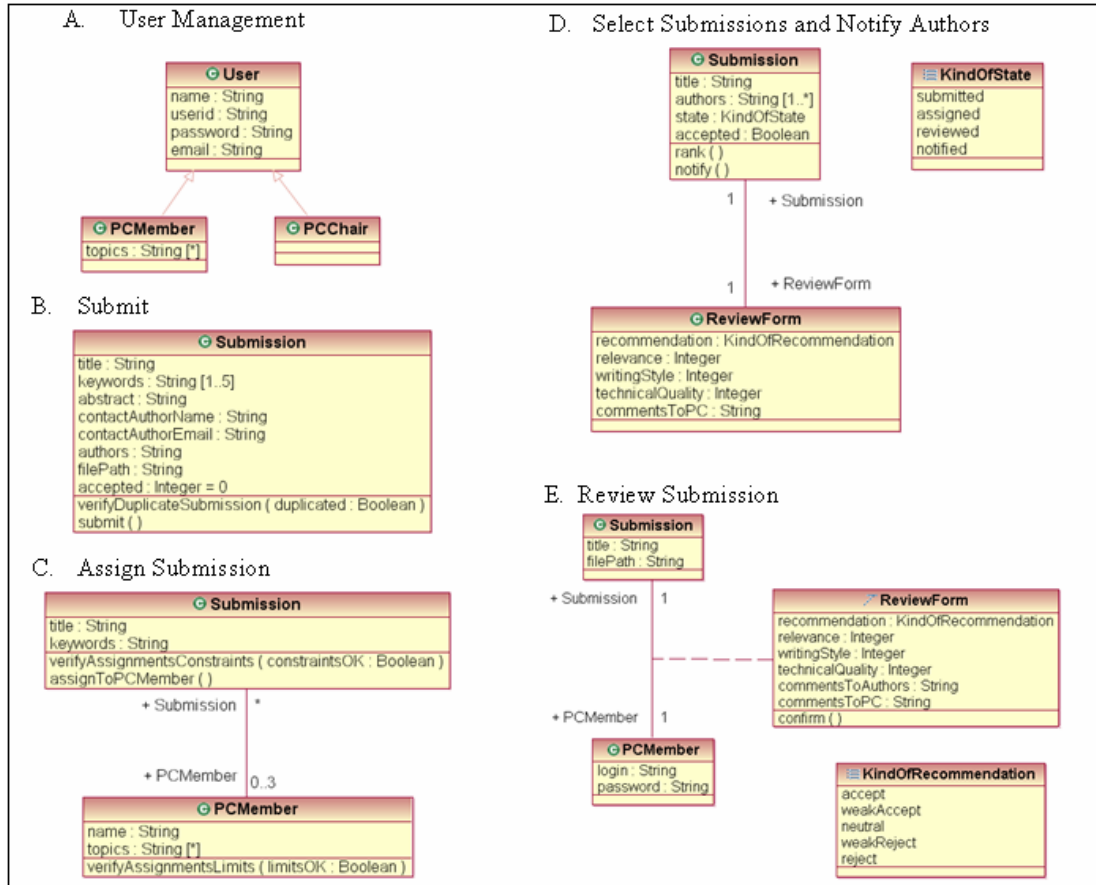 A. User Management
User
name : String
userid : String
password : String
email : String
PCMember
topics : String [*]
PCChair
B. Submit
Submission
title : String
keywords : String [1..5]
abstract : String
contactAuthorName : String
contactAuthorEmail : String
authors : String
filePath : String
accepted : Integer = 0
verifyDuplicateSubmission ( duplicated : Boolean )
submit ( )
C. Assign Submission
Submission
title : String
keywords : String
verifyAssignmentsConstraints ( constraintsOK : Boolean )
assignToPCMember ( )
+ Submission *
+ PCMember 0..3
PCMember
name : String
topics : String [*]
verifyAssignmentsLimits ( limitsOK : Boolean )
D. Select Submissions and Notify Authors
Submission
title : String
authors : String [1..*]
state : KindOfState
accepted : Boolean
rank ( )
notify ( )
KindOfState
submitted
assigned
reviewed
notified
1 + Submission
1 + ReviewForm
ReviewForm
recommendation : KindOfRecommendation
relevance : Integer
writingStyle : Integer
technicalQuality : Integer
commentsToPC : String
E. Review Submission
Submission
title : String
filePath : String
+ Submission 1
ReviewForm
recommendation : KindOfRecommendation
relevance : Integer
writingStyle : Integer
technicalQuality : Integer
commentsToAuthors : String
commentsToPC : String
confirm ( )
+ PCMember 1
PCMember
login : String
password : String
KindOfRecommendation
accept
weakAccept
neutral
weakReject
reject